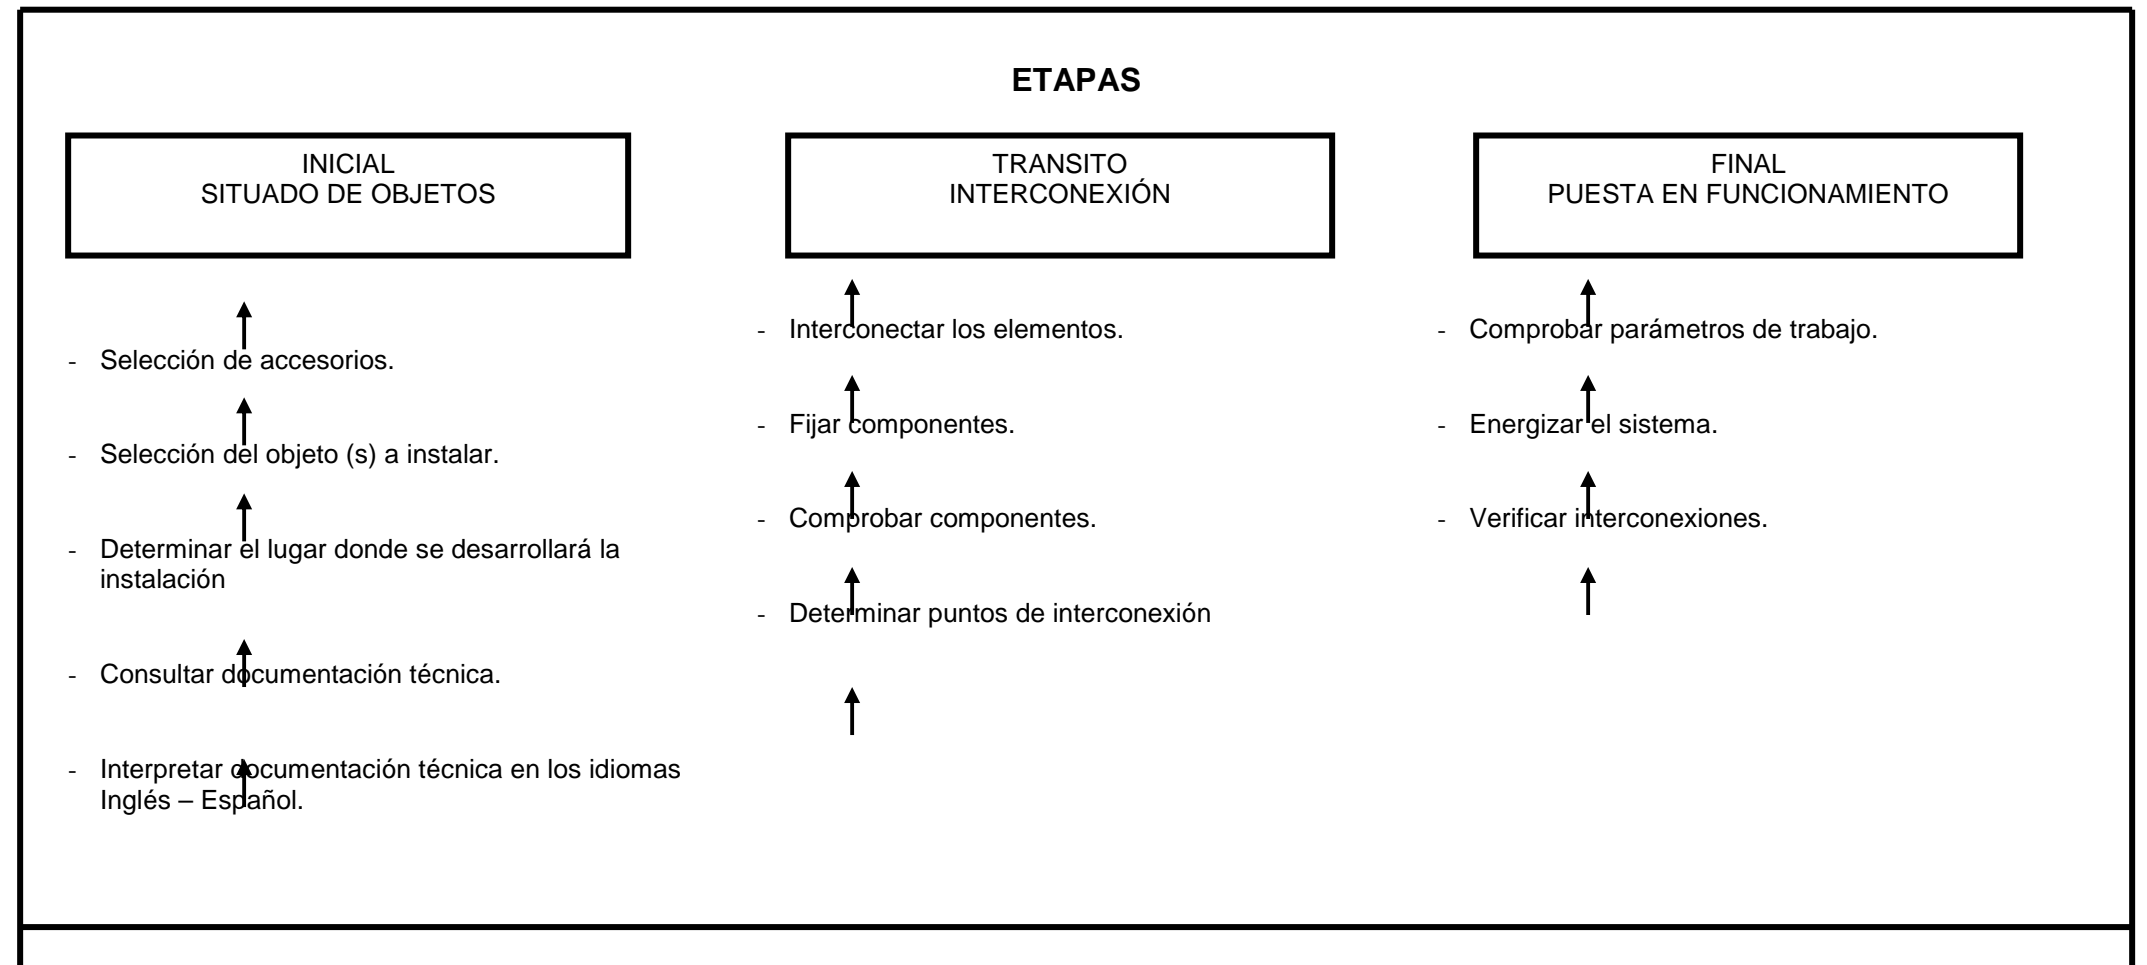 ETAPAS
INICIAL
SITUADO DE OBJETOS
- Selección de accesorios.
- Selección del objeto (s) a instalar.
- Determinar el lugar donde se desarrollará la
instalación
- Consultar documentación técnica.
- Interpretar documentación técnica en los idiomas
Inglés – Español.
TRANSITO
INTERCONEXIÓN
- Interconectar los elementos.
- Fijar componentes.
- Comprobar componentes.
- Determinar puntos de interconexión
FINAL
PUESTA EN FUNCIONAMIENTO
- Comprobar parámetros de trabajo.
- Energizar el sistema.
- Verificar interconexiones.